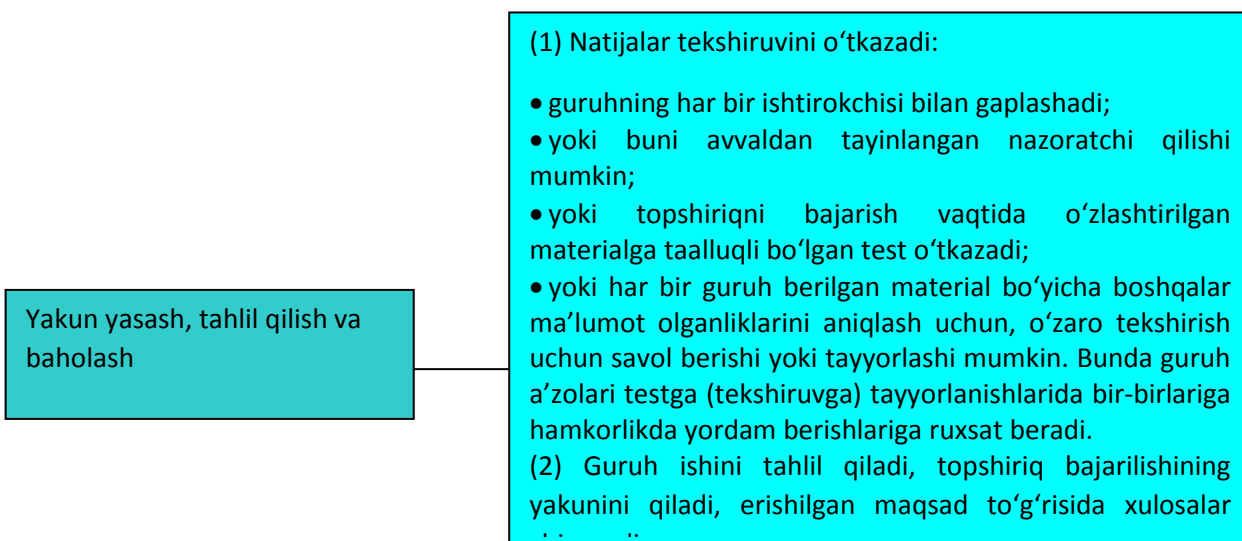 (1) Natijalar tekshiruvini o‘tkazadi:
• guruhning har bir ishtirokchisi bilan gaplashadi;
• yoki buni avvaldan tayinlangan nazoratchi qilishi
mumkin;
• yoki topshiriqni bajarish vaqtida o‘zlashtirilgan
materialga taalluqli bo‘lgan test o‘tkazadi;
• yoki har bir guruh berilgan material bo‘yicha boshqalar
ma’lumot olganliklarini aniqlash uchun, o‘zaro tekshirish
uchun savol berishi yoki tayyorlashi mumkin. Bunda guruh
a’zolari testga (tekshiruvga) tayyorlanishlarida bir-birlariga
hamkorlikda yordam berishlariga ruxsat beradi.
(2) Guruh ishini tahlil qiladi, topshiriq bajarilishining
yakunini qiladi, erishilgan maqsad to‘g‘risida xulosalar
Yakun yasash, tahlil qilish va
baholash